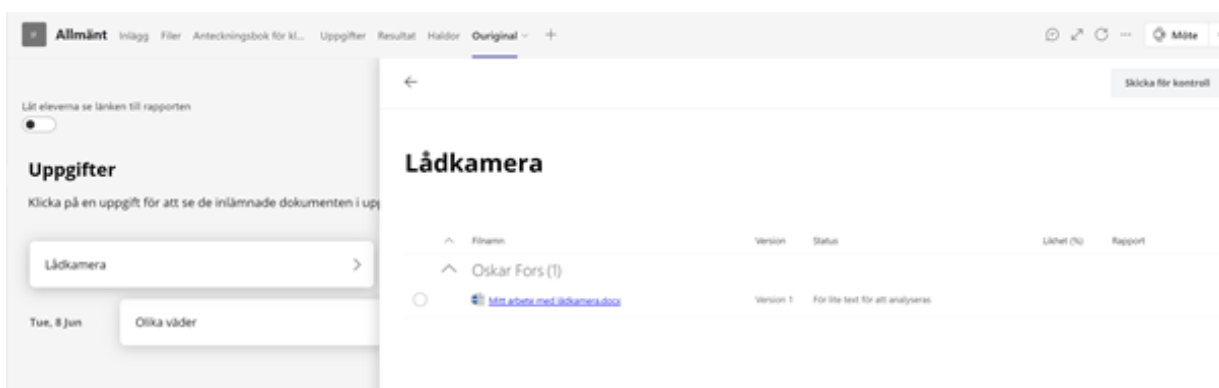 Allmänt Inlägg Filer Anteckningsbok för kl... Uppgifter Resultat Haldor Ouriginal + Möte
Skicka för kontroll
Låt eleverna se länken till rapporten
Lådkamera
Uppgifter
Klicka på en uppgift för att se de inlämnade dokumenten i upp
Filnamn Version Status Likhet (%) Rapport
Lådkamera
Oskar Fors (1)
Mitt arbete med lådkamera.docx Version 1 För lite text för att analyseras
Tue, 8 Jun Olika väder